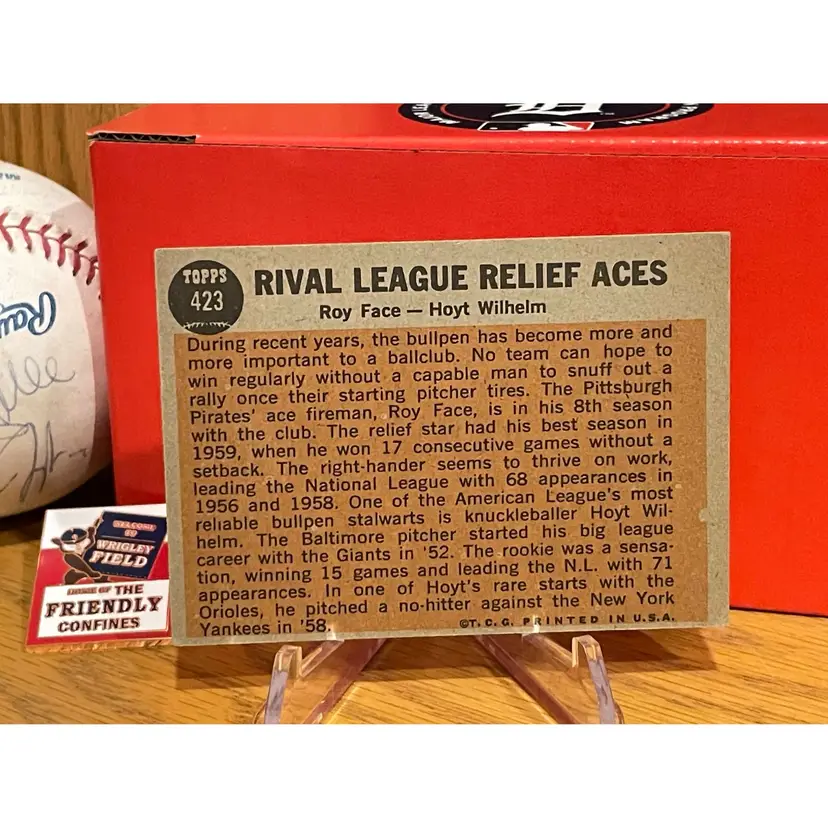 TOPPS
423
RIVAL LEAGUE RELIEF ACES
Roy Face — Hoyt Wilhelm
During recent years, the bullpen has become more and
more important to a ballclub. No team can hope to
win regularly without a capable man to snuff out a
rally once their starting pitcher tires. The Pittsburgh
Pirates' ace fireman, Roy Face, is in his 8th season
with the club. The relief star had his best season in
1959, when he won 17 consecutive games without a
setback. The right-hander seems to thrive on work,
leading the National League with 68 appearances in
1956 and 1958. One of the American League's most
reliable bullpen stalwarts is knuckleballer Hoyt Wil-
helm. The Baltimore pitcher started his big league
career with the Giants in '52. The rookie was a sensa-
tion, winning 15 games and leading the N.L. with 71
appearances. In one of Hoyt's rare starts with the
Orioles, he pitched a no-hitter against the New York
Yankees in '58.
©T.C.G. PRINTED IN U.S.A.
WELCOME
TO
WRIGLEY
FIELD
HOME OF THE
FRIENDLY
CONFINES